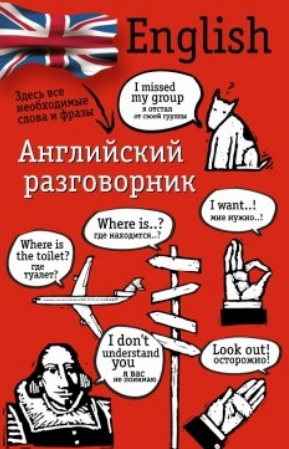 English
Здесь все
необходимые
слова и фразы
I missed
my group
я отстал
от своей группы
?
Английский
разговорник
I want..!
мне нужно..!
Where is..?
где находится..?
Where is
the toilet?
где
туалет?
I don't
understand
you
я вас
не понимаю
Look out!
осторожно!